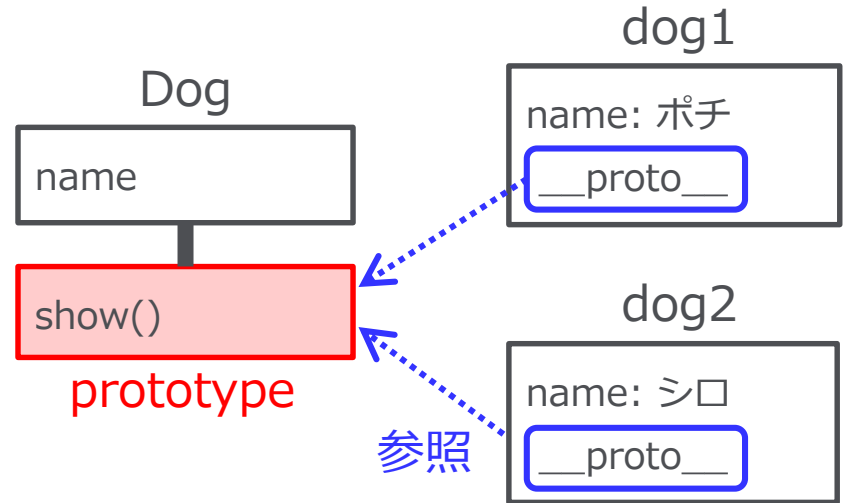 Dog
name
show()
prototype
dog1
name: ポチ
__proto__
参照
dog2
name: シロ
__proto__